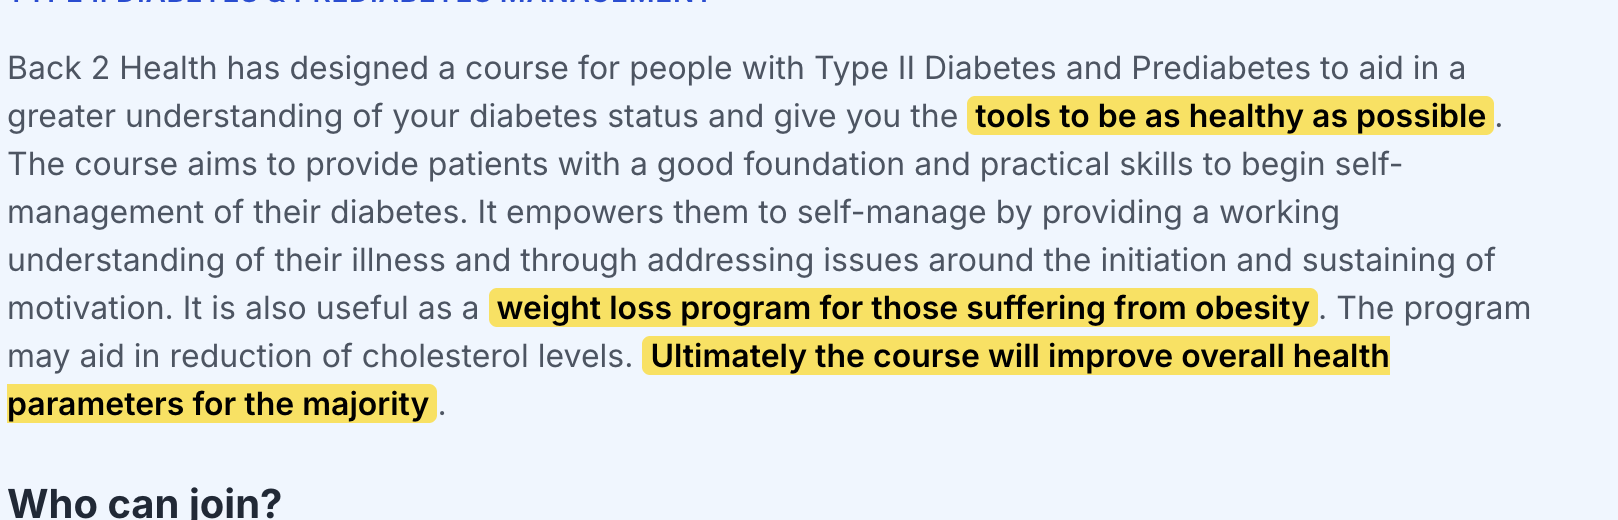 TYPE II DIABETES & PREDIABETES MANAGEMENT
Back 2 Health has designed a course for people with Type II Diabetes and Prediabetes to aid in a
greater understanding of your diabetes status and give you the tools to be as healthy as possible.
The course aims to provide patients with a good foundation and practical skills to begin self-
management of their diabetes. It empowers them to self-manage by providing a working
understanding of their illness and through addressing issues around the initiation and sustaining of
motivation. It is also useful as a weight loss program for those suffering from obesity. The program
may aid in reduction of cholesterol levels. Ultimately the course will improve overall health
parameters for the majority.
Who can join?